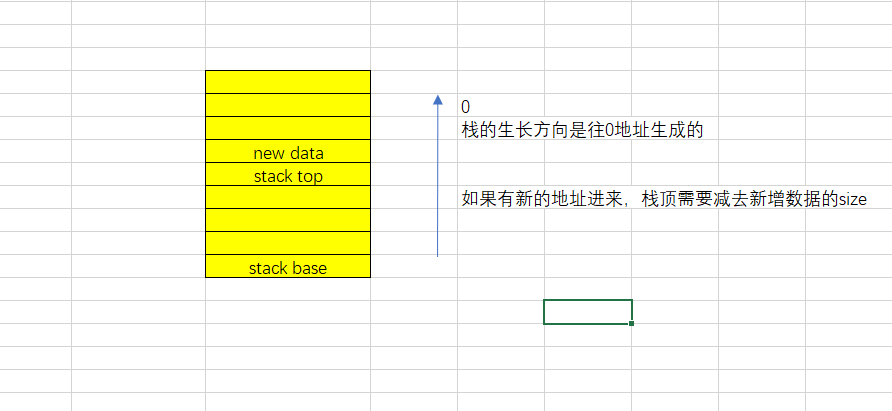 0
栈的生长方向是往0地址生成的
new data
stack top
如果有新的地址进来，栈顶需要减去新增数据的size
stack base